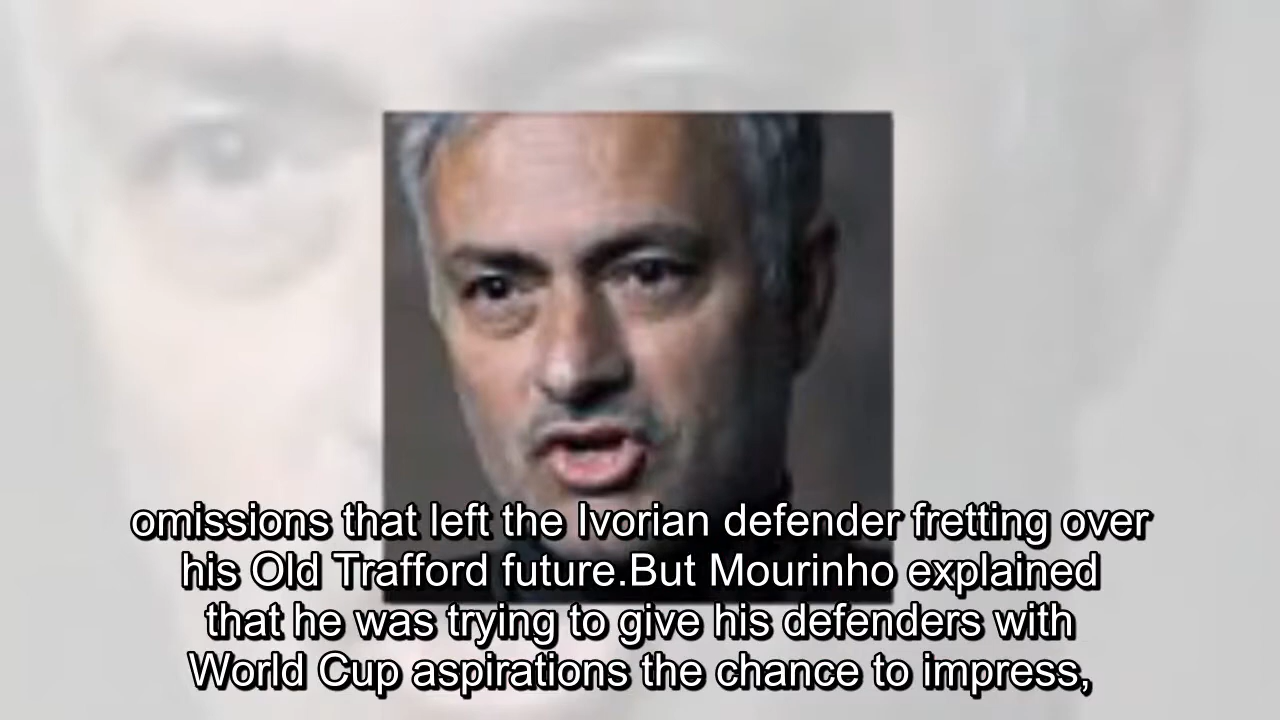 omissions that left the Ivorian defender fretting over
his Old Trafford future.But Mourinho explained
that he was trying to give his defenders with
World Cup aspirations the chance to impress,